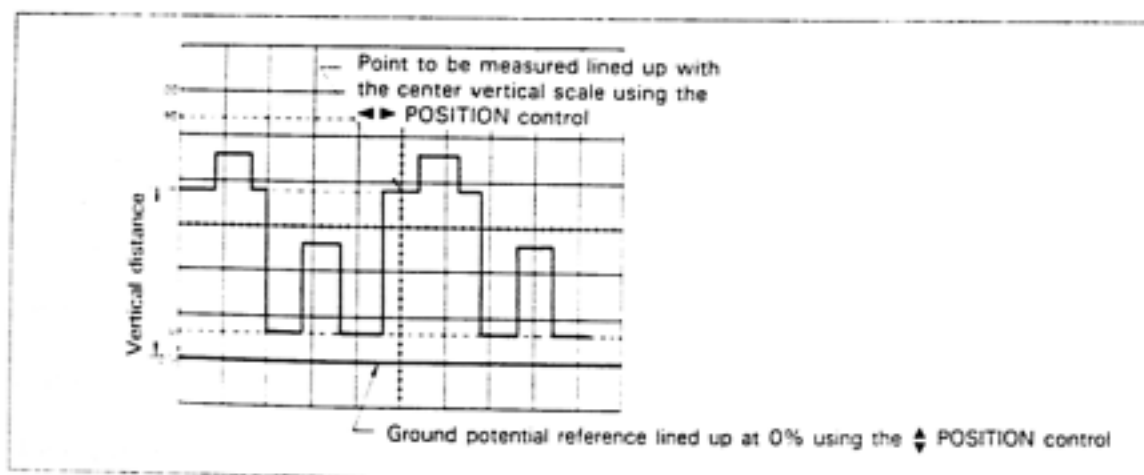 Point to be measured lined up with
the center vertical scale using the
◄► POSITION control
Vertical distance
Ground potential reference lined up at 0% using the ▲▼ POSITION control